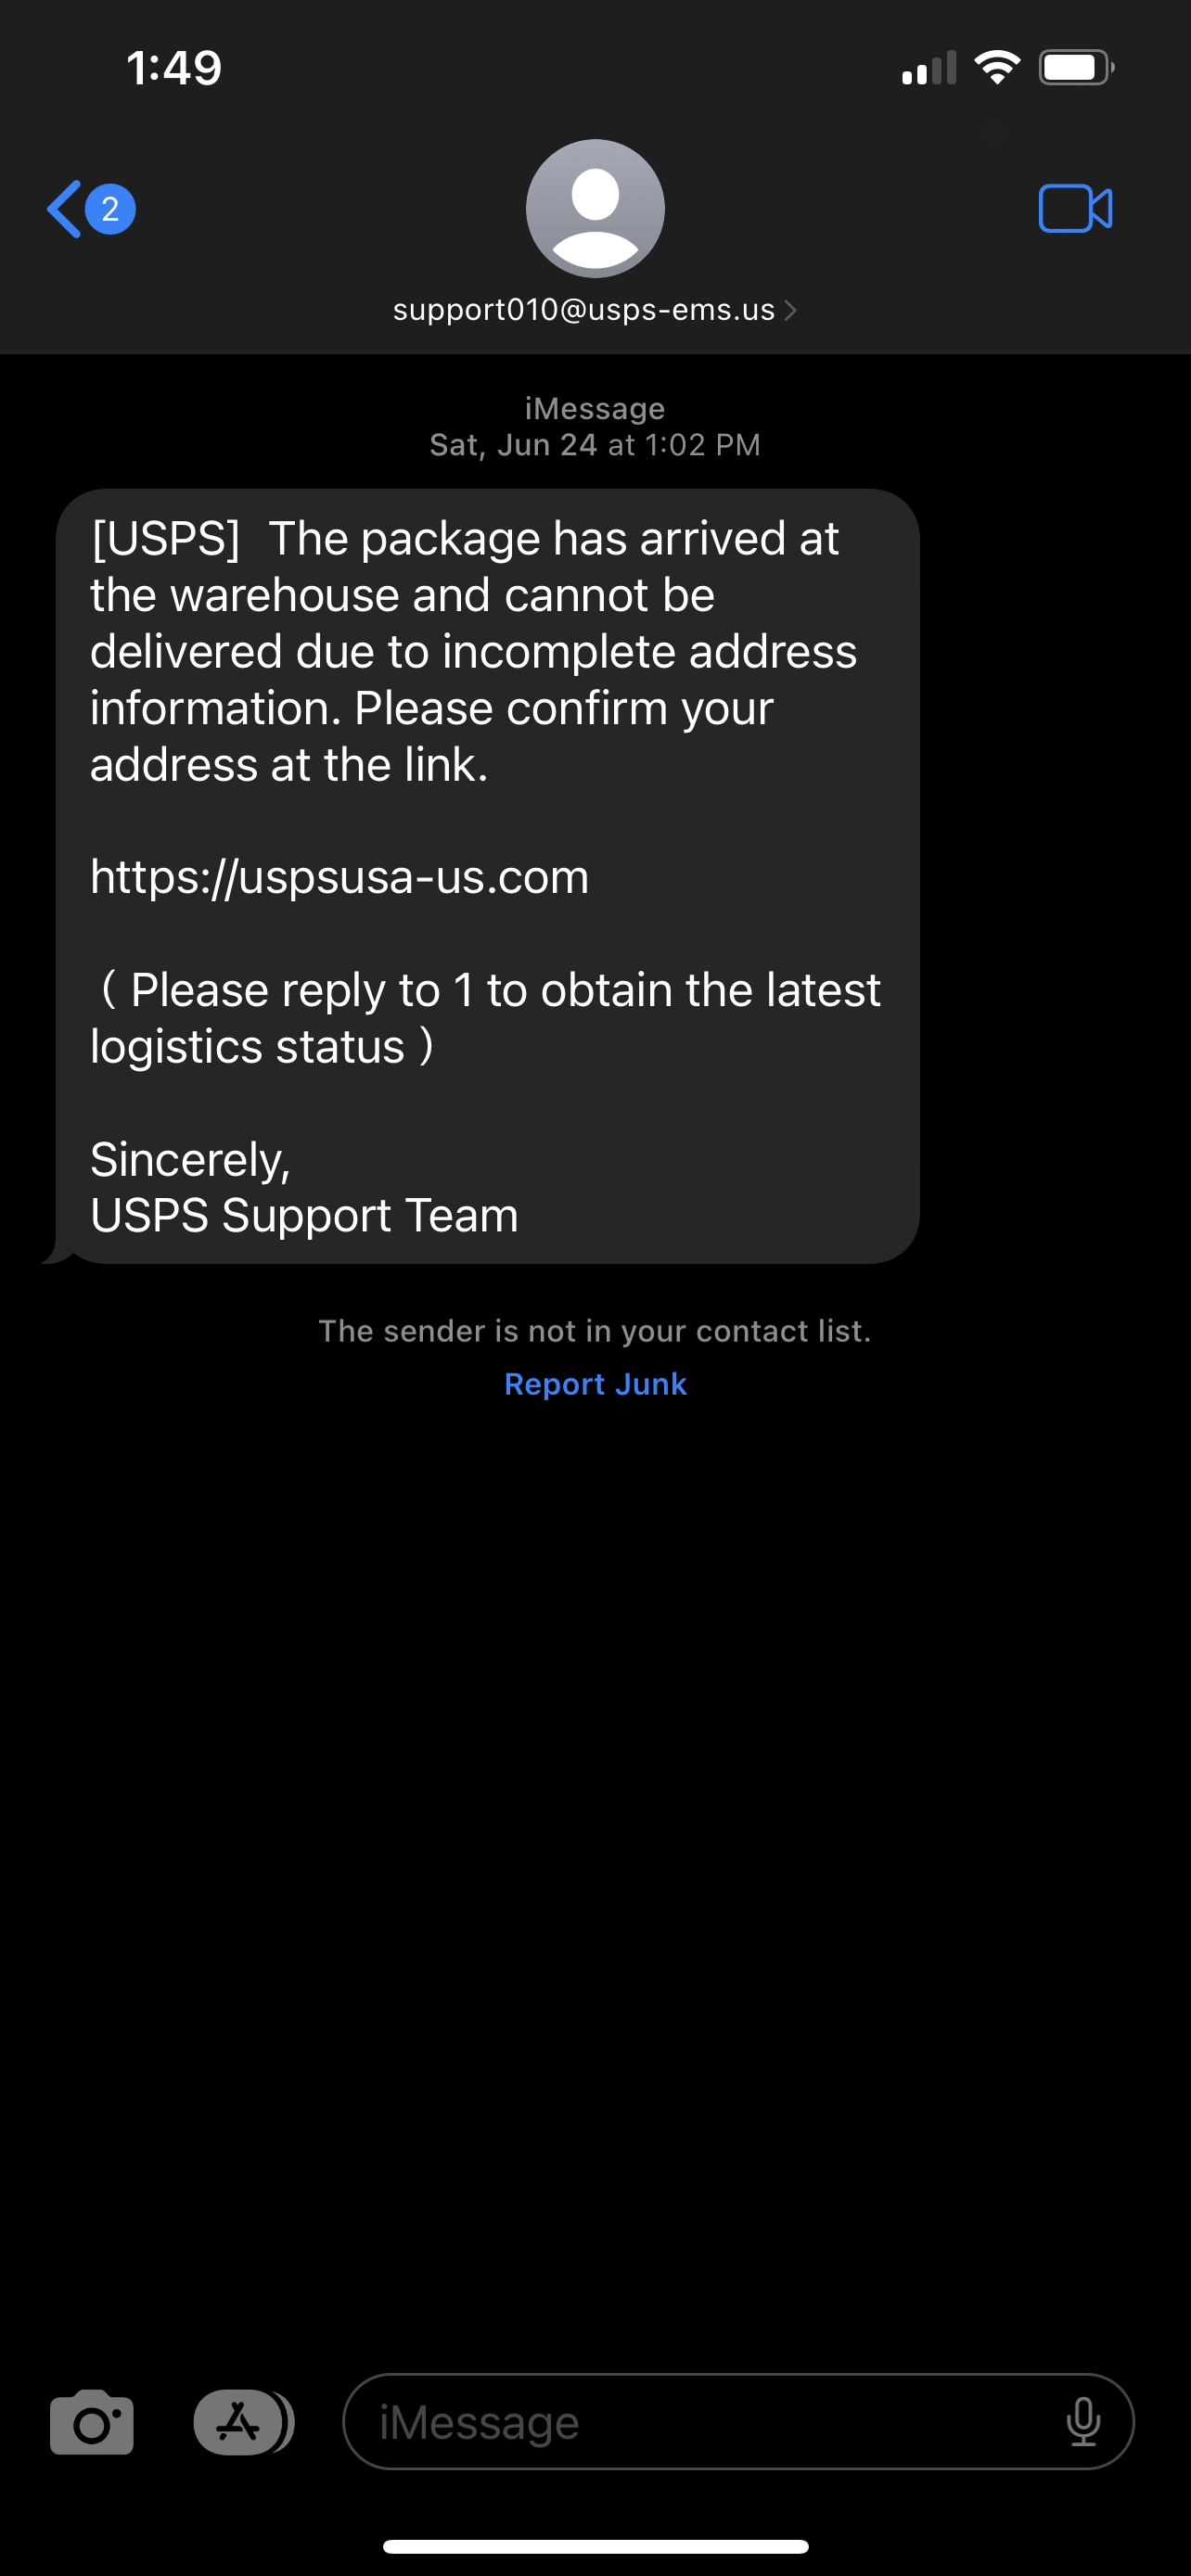 1:49
2
support010@usps-ems.us
iMessage
Sat, Jun 24 at 1:02 PM
[USPS]  The package has arrived at
the warehouse and cannot be
delivered due to incomplete address
information. Please confirm your
address at the link.
https://uspsusa-us.com
（ Please reply to 1 to obtain the latest
logistics status ）
Sincerely,
USPS Support Team
The sender is not in your contact list.
Report Junk
iMessage